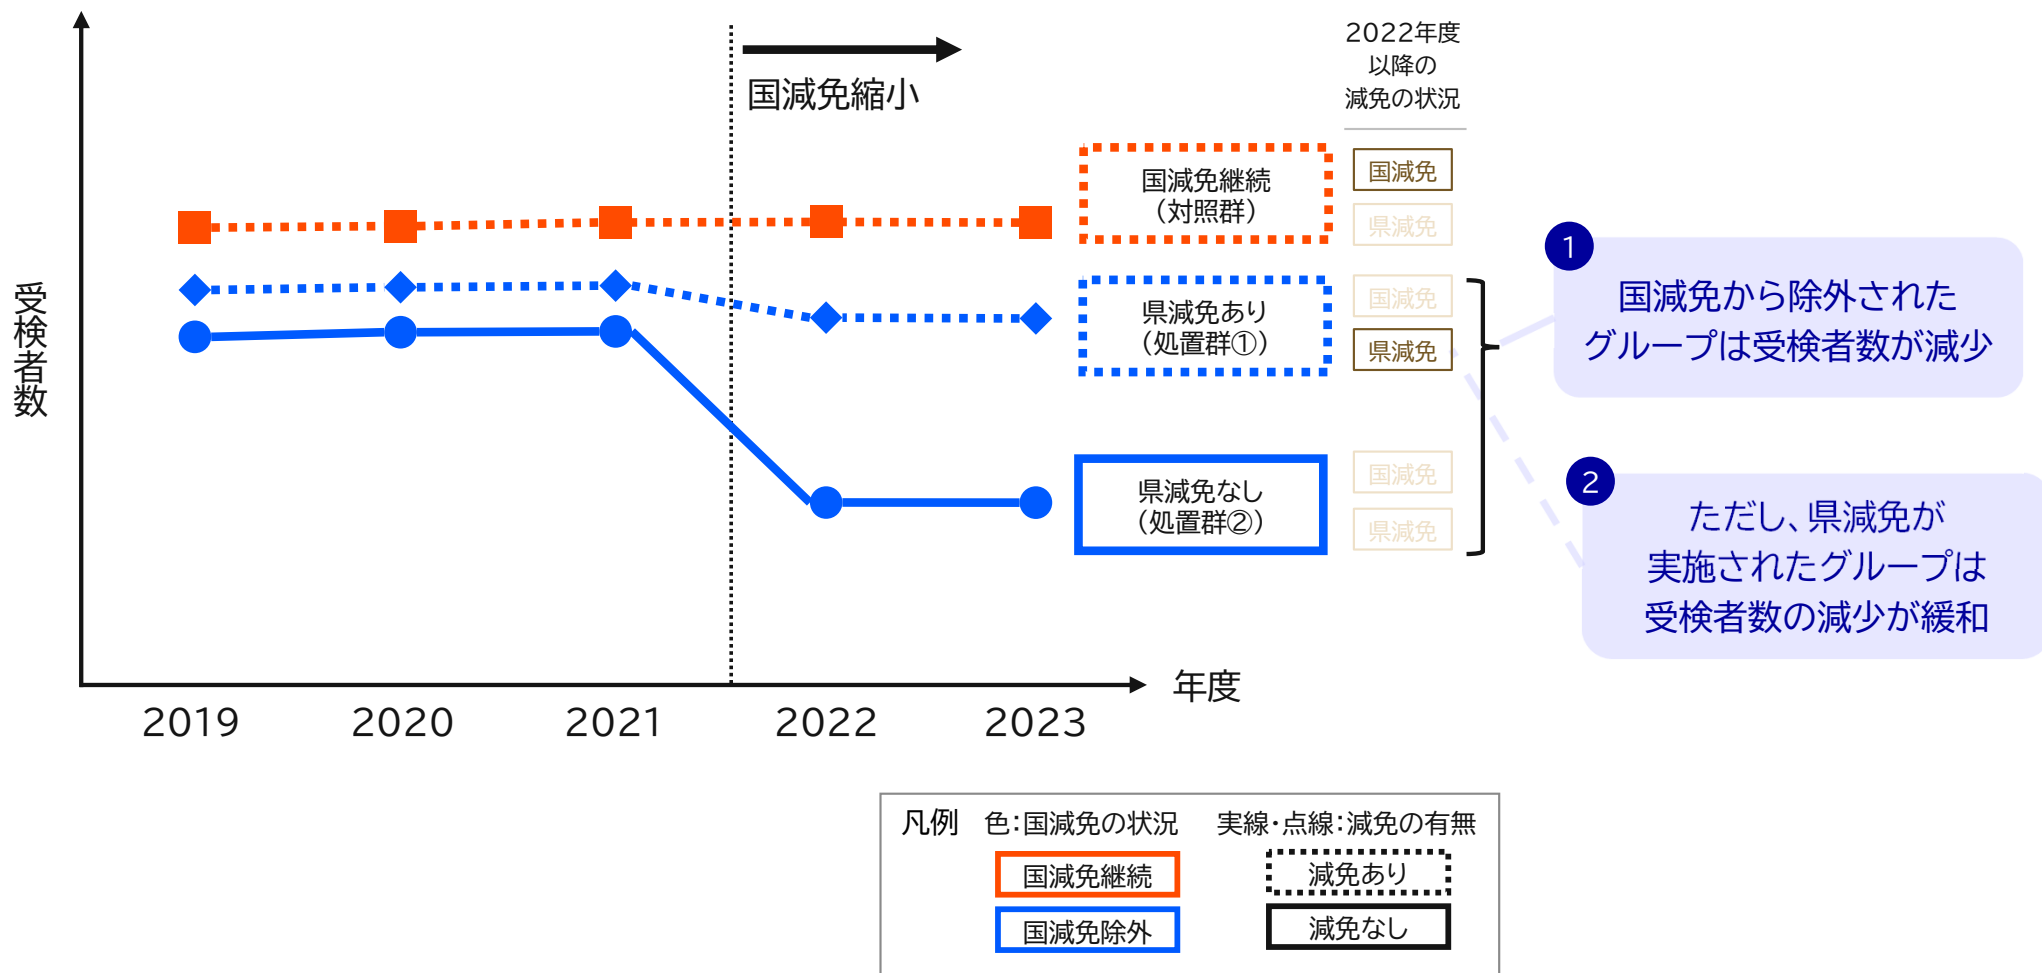 受検者数
国減免縮小
2022年度
以降の
減免の状況
国減免継続
（対照群）
国減免
県減免
県減免あり
（処置群①）
国減免
県減免
県減免なし
（処置群②）
国減免
県減免
1
国減免から除外された
グループは受検者数が減少
2
ただし、県減免が
実施されたグループは
受検者数の減少が緩和
年度
2019 2020 2021 2022 2023
凡例 色：国減免の状況 実線・点線：減免の有無
国減免継続 減免あり
国減免除外 減免なし